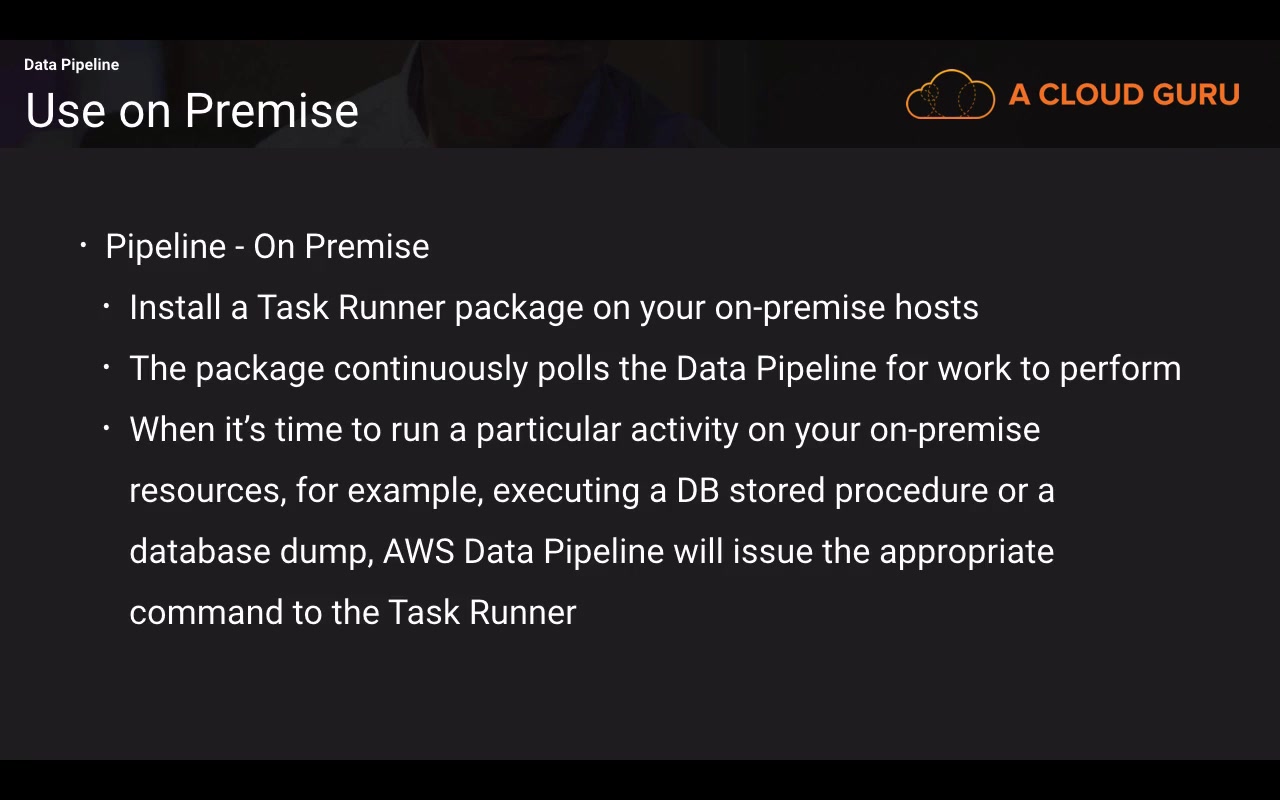 Data Pipeline
Use on Premise
A CLOUD GURU
• Pipeline - On Premise
• Install a Task Runner package on your on-premise hosts
• The package continuously polls the Data Pipeline for work to perform
• When it’s time to run a particular activity on your on-premise
resources, for example, executing a DB stored procedure or a
database dump, AWS Data Pipeline will issue the appropriate
command to the Task Runner